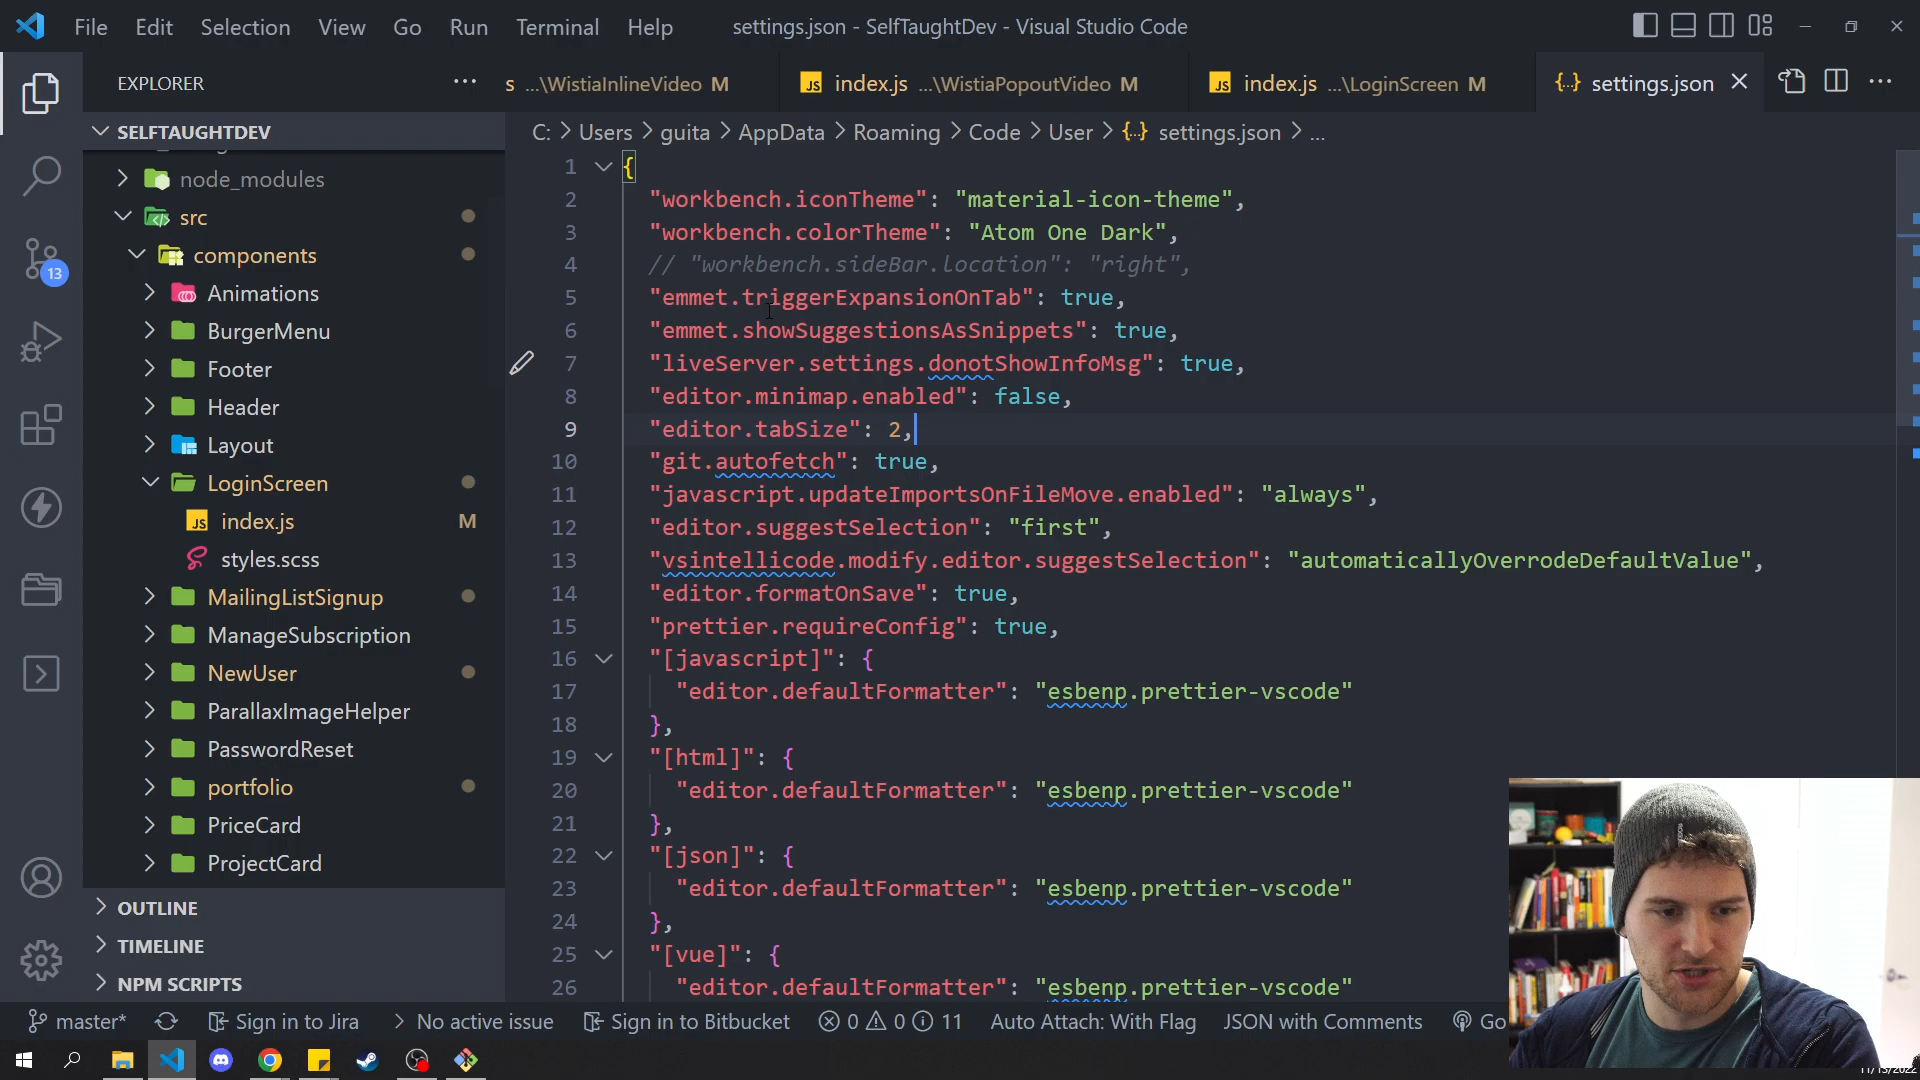 File Edit Selection View Go Run Terminal Help settings.json - SelfTaughtDev - Visual Studio Code
EXPLORER
s ...\WistiaInlineVideo M
JS index.js ...\WistiaPopoutVideo M
JS index.js ...\LoginScreen M
{..} settings.json
SELFTAUGHTDEV
C: > Users > guita > AppData > Roaming > Code > User > {..} settings.json > ...
node_modules
src
components
Animations
BurgerMenu
Footer
Header
Layout
LoginScreen
JS index.js M
styles.scss
MailingListSignup
ManageSubscription
NewUser
ParallaxImageHelper
PasswordReset
portfolio
PriceCard
ProjectCard
OUTLINE
TIMELINE
NPM SCRIPTS
13
1 {
2 "workbench.iconTheme": "material-icon-theme",
3 "workbench.colorTheme": "Atom One Dark",
4 // "workbench.sideBar.location": "right",
5 "emmet.triggerExpansionOnTab": true,
6 "emmet.showSuggestionsAsSnippets": true,
7 "liveServer.settings.donotShowInfoMsg": true,
8 "editor.minimap.enabled": false,
9 "editor.tabSize": 2,
10 "git.autofetch": true,
11 "javascript.updateImportsOnFileMove.enabled": "always",
12 "editor.suggestSelection": "first",
13 "vsintellicode.modify.editor.suggestSelection": "automaticallyOverrodeDefaultValue",
14 "editor.formatOnSave": true,
15 "prettier.requireConfig": true,
16 "[javascript]": {
17 "editor.defaultFormatter": "esbenp.prettier-vscode"
18 },
19 "[html]": {
20 "editor.defaultFormatter": "esbenp.prettier-vscode"
21 },
22 "[json]": {
23 "editor.defaultFormatter": "esbenp.prettier-vscode"
24 },
25 "[vue]": {
26 "editor.defaultFormatter": "esbenp.prettier-vscode"
master* Sign in to Jira > No active issue Sign in to Bitbucket 0 0 11 Auto Attach: With Flag JSON with Comments Go
11/13/2022